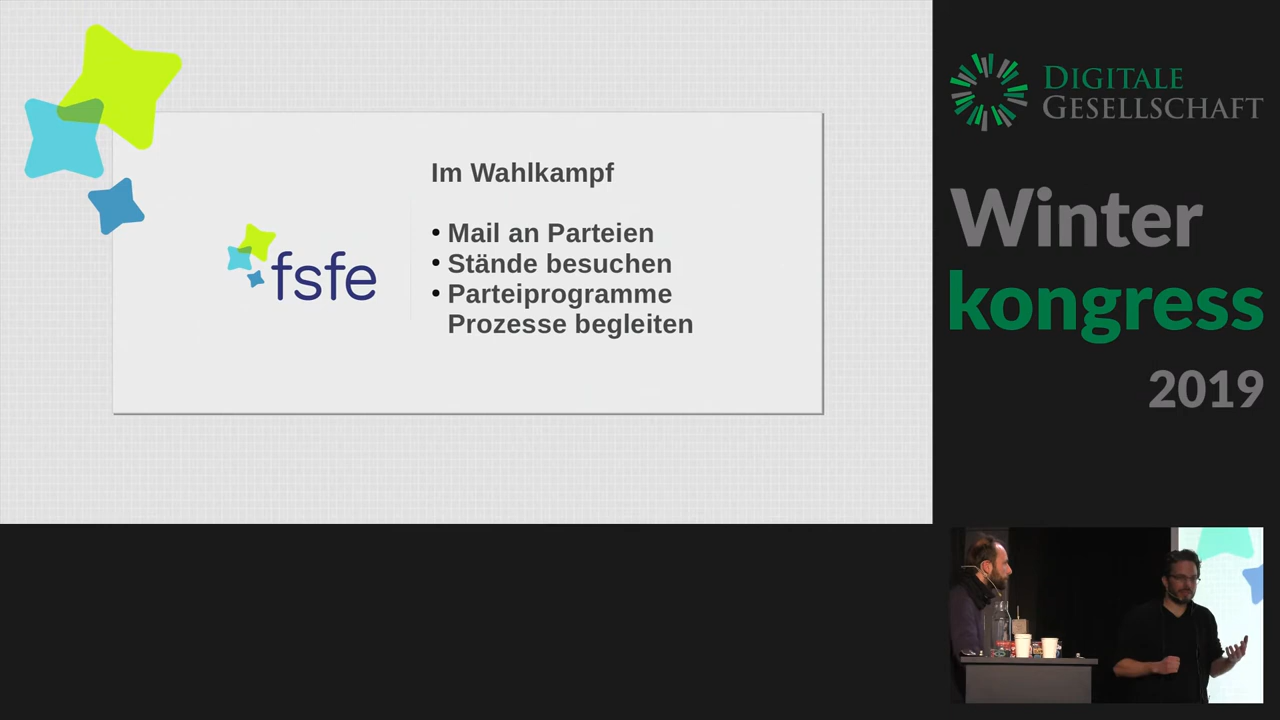 Im Wahlkampf
• Mail an Parteien
• Stände besuchen
• Parteiprogramme
Prozesse begleiten
fsfe
DIGITALE
GESELLSCHAFT
Winter
kongress
2019